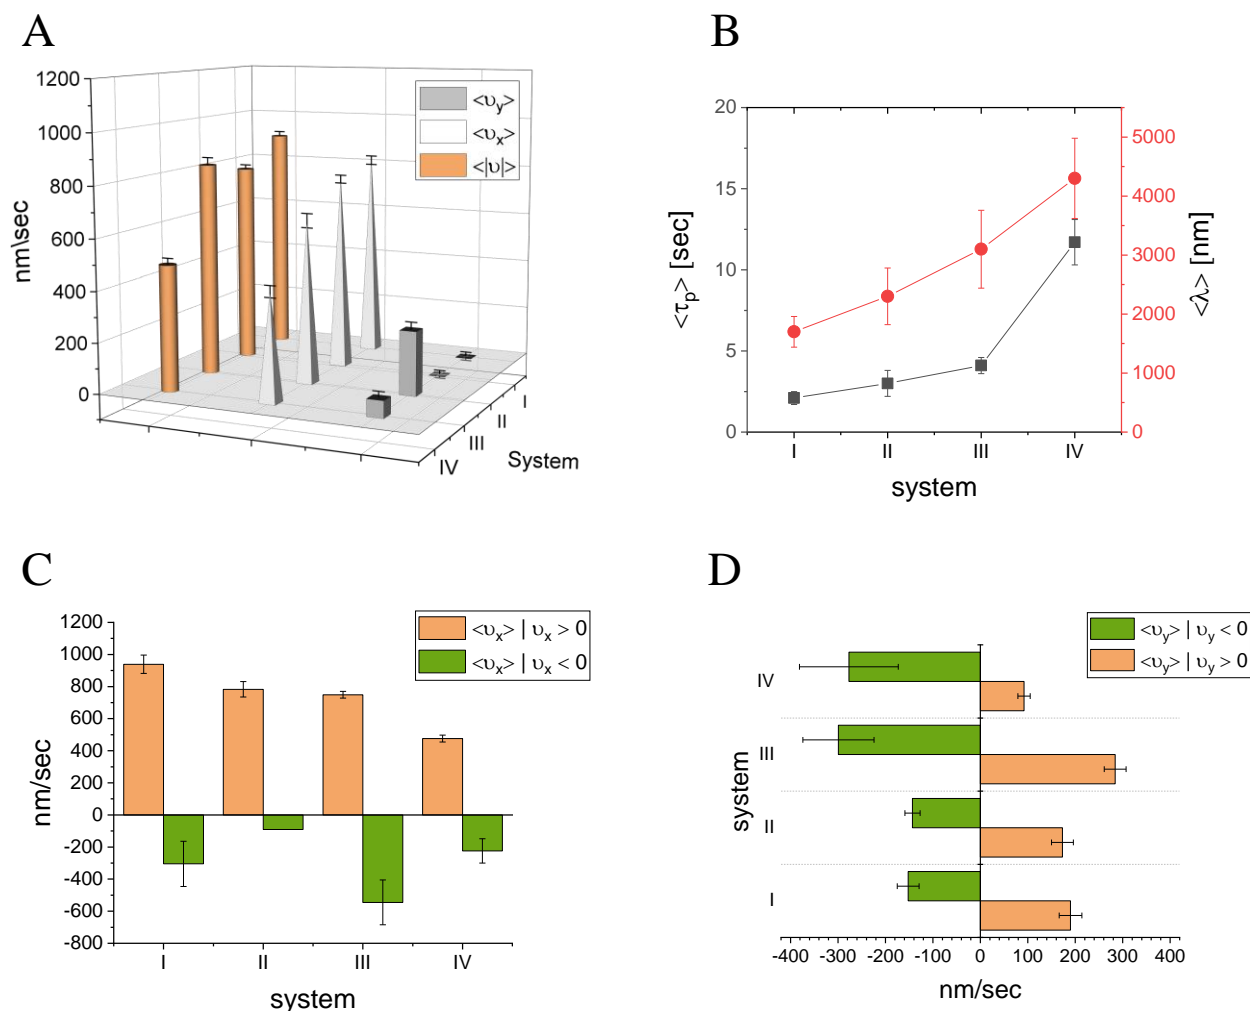 A
1200
1000
800
600
400
200
0
nm\sec
<υy>
<υx>
<|υ|>
I
II
III
IV
System
B
20
15
10
5
0
<τp> [sec]
5000
4000
3000
2000
1000
0
<λ> [nm]
I II III IV
system
C
1200
1000
800
600
400
200
0
-200
-400
-600
-800
nm/sec
<υx> | υx > 0
<υx> | υx < 0
I II III IV
system
D
<υy> | υy < 0
<υy> | υy > 0
IV
III
II
I
system
-400 -300 -200 -100 0 100 200 300 400
nm/sec